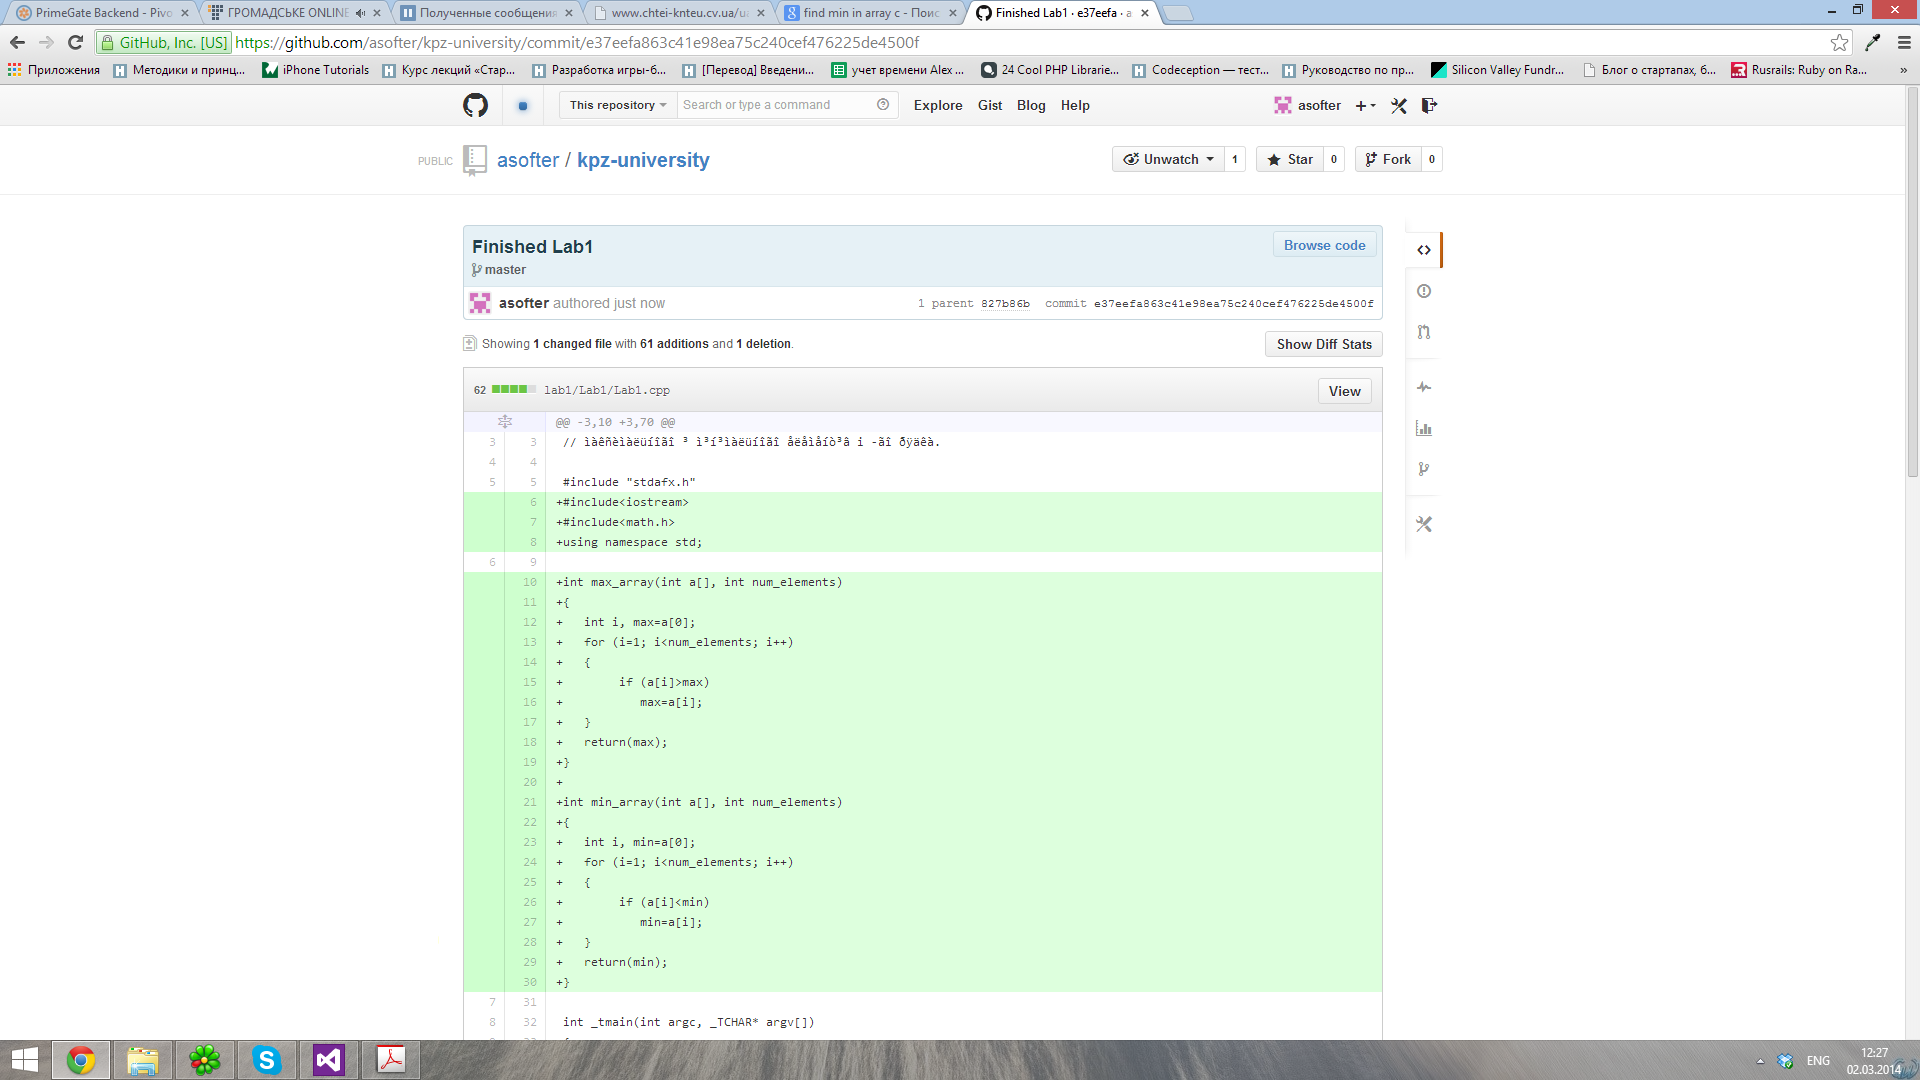 PrimeGate Backend - Pivo
ГРОМАДСЬКЕ ONLINE
Полученные сообщения
www.chtei-knteu.cv.ua/ua
find min in array c - Поис
Finished Lab1 · e37eefa · a
GitHub, Inc. [US] https://github.com/asofter/kpz-university/commit/e37eefa863c41e98ea75c240cef476225de4500f
Приложения
Методики и принц...
iPhone Tutorials
Курс лекций «Стар...
Разработка игры-б...
[Перевод] Введени...
учет времени Alex ...
24 Cool PHP Librarie...
Codeception — тест...
Руководство по пр...
Silicon Valley Fundr...
Блог о стартапах, б...
Rusrails: Ruby on Ra...
»
This repository Search or type a command Explore Gist Blog Help asofter
PUBLIC asofter / kpz-university Unwatch 1 Star 0 Fork 0
Finished Lab1 Browse code
master
asofter authored just now 1 parent 827b86b commit e37eefa863c41e98ea75c240cef476225de4500f
Showing 1 changed file with 61 additions and 1 deletion. Show Diff Stats
62 lab1/Lab1/Lab1.cpp View
@@ -3,10 +3,70 @@
3 3 // ìàêñèìàëüíîãî ³ ì³í³ìàëüíîãî åëåìåíò³â i -ãî ðÿäêà.
4 4
5 5 #include "stdafx.h"
6 +#include<iostream>
7 +#include<math.h>
8 +using namespace std;
6 9
10 +int max_array(int a[], int num_elements)
11 +{
12 + int i, max=a[0];
13 + for (i=1; i<num_elements; i++)
14 + {
15 + if (a[i]>max)
16 + max=a[i];
17 + }
18 + return(max);
19 +}
20 +
21 +int min_array(int a[], int num_elements)
22 +{
23 + int i, min=a[0];
24 + for (i=1; i<num_elements; i++)
25 + {
26 + if (a[i]<min)
27 + min=a[i];
28 + }
29 + return(min);
30 +}
7 31
8 32 int _tmain(int argc, _TCHAR* argv[])
ENG
12:27
02.03.2014